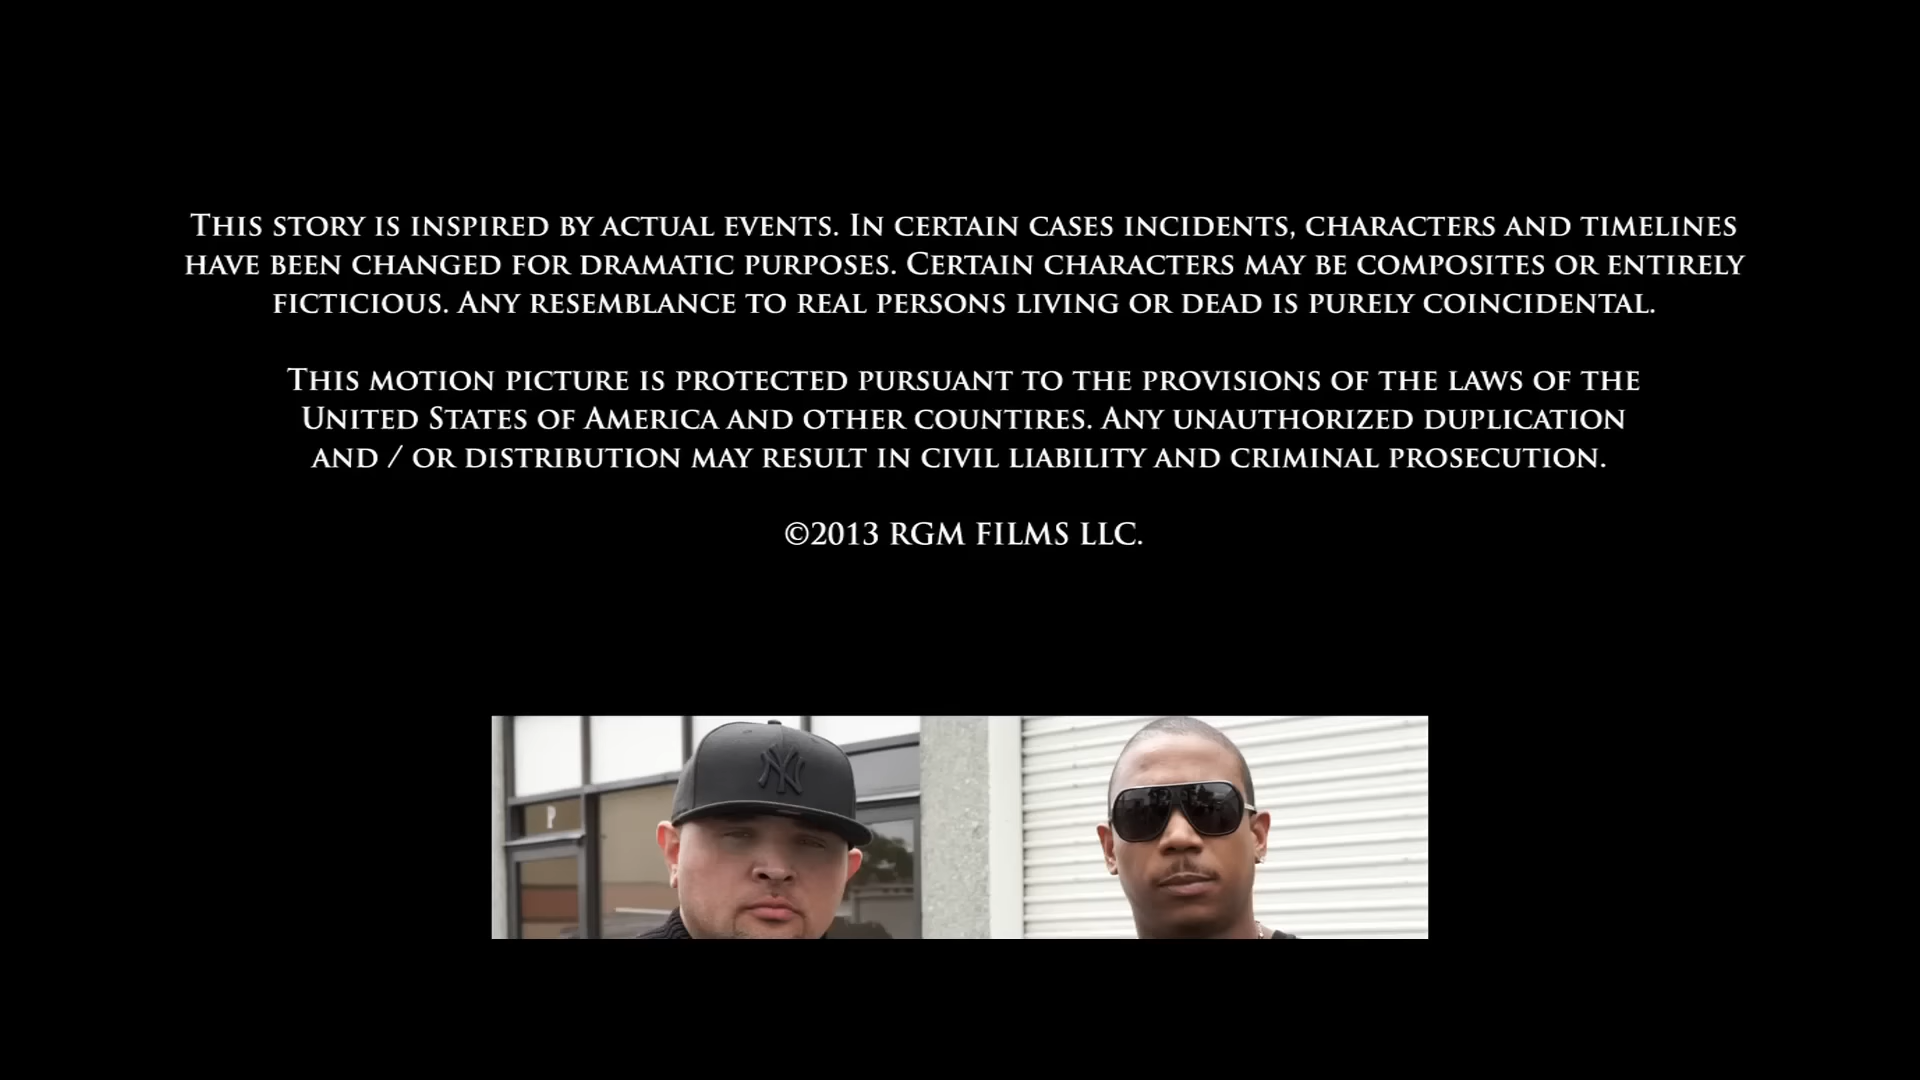 This story is inspired by actual events. In certain cases incidents, characters and timelines
have been changed for dramatic purposes. Certain characters may be composites or entirely
ficticious. Any resemblance to real persons living or dead is purely coincidental.
This motion picture is protected pursuant to the provisions of the laws of the
United States of America and other countires. Any unauthorized duplication
and / or distribution may result in civil liability and criminal prosecution.
©2013 RGM FILMS LLC.
NY
P